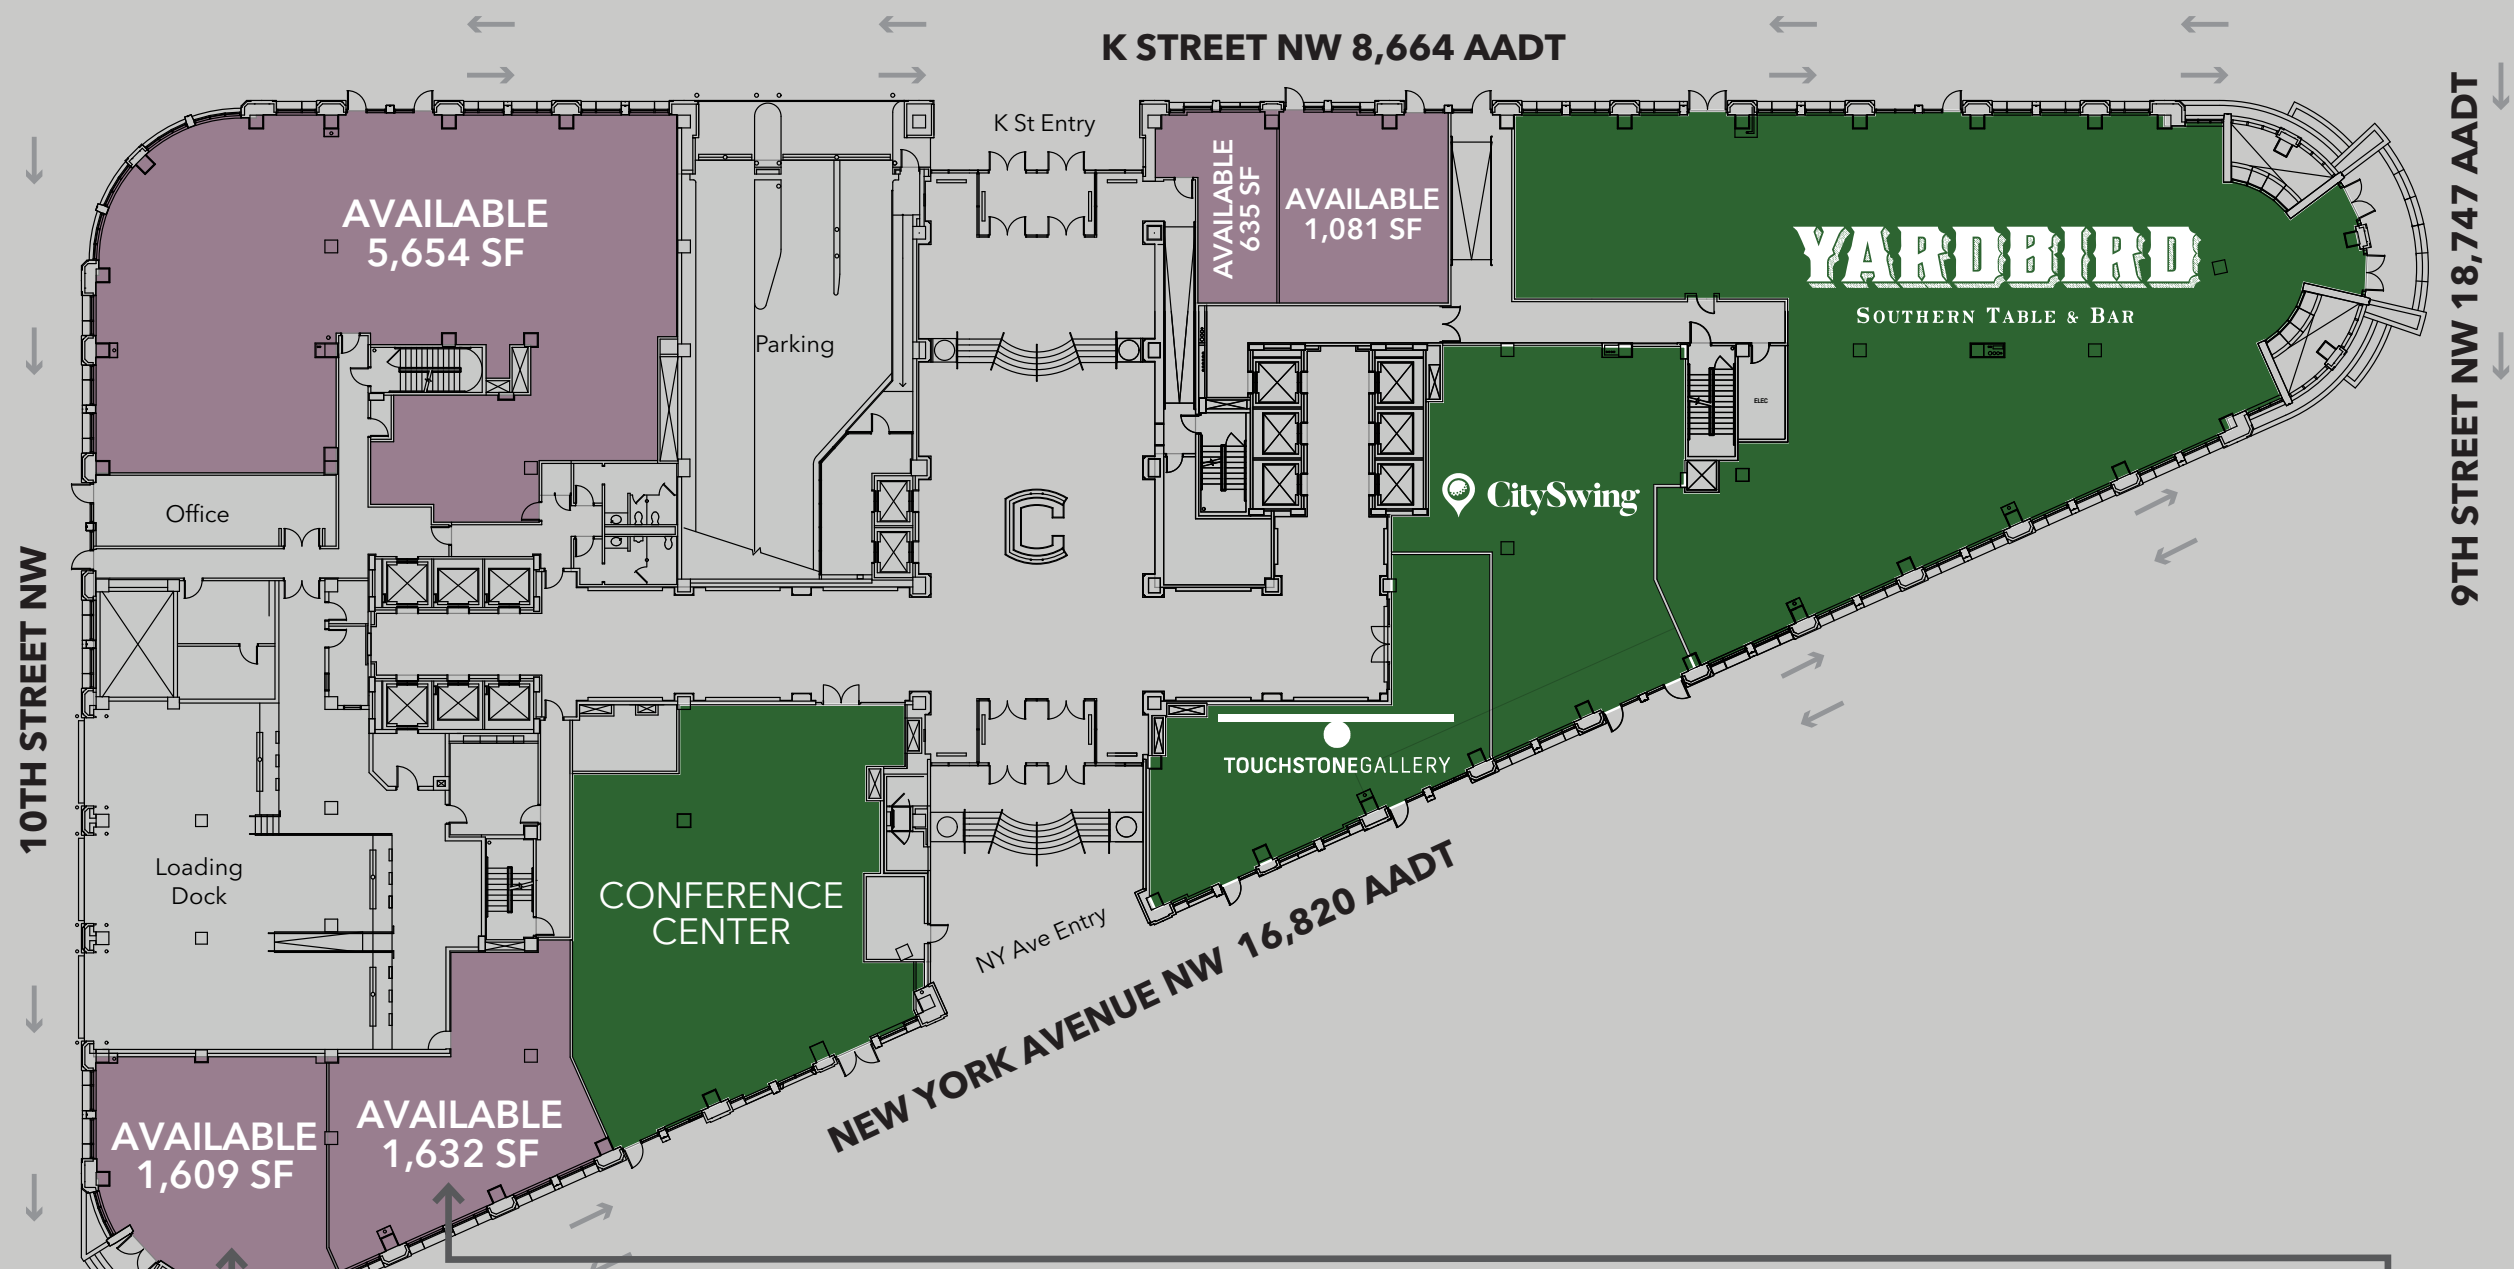 K STREET NW 8,664 AADT
K St Entry
AVAILABLE
5,654 SF
AVAILABLE
635 SF
AVAILABLE
1,081 SF
YARDBIRD
SOUTHERN TABLE & BAR
9TH STREET NW 18,747 AADT
Parking
ELEC
CitySwing
C
Office
10TH STREET NW
TOUCHSTONEGALLERY
Loading
Dock
CONFERENCE
CENTER
NY Ave Entry
NEW YORK AVENUE NW 16,820 AADT
AVAILABLE
1,609 SF
AVAILABLE
1,632 SF